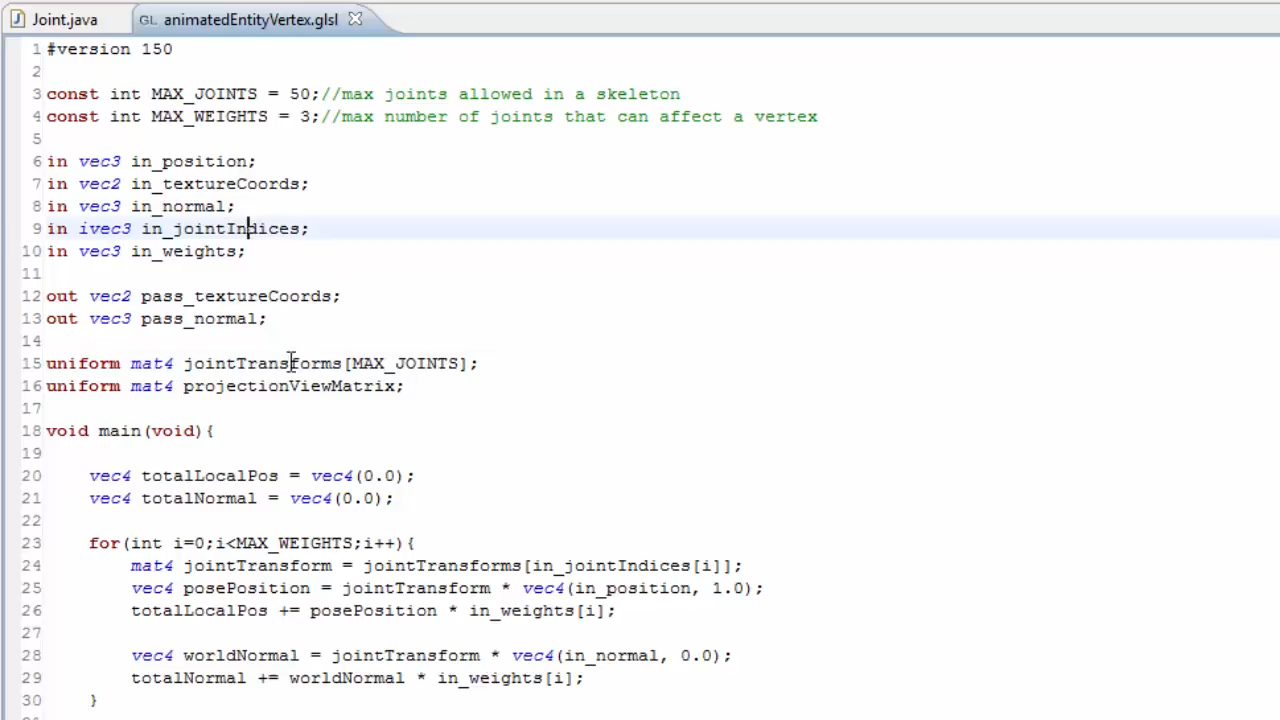 Joint.java
GL animatedEntityVertex.glsl
1 #version 150
2
3 const int MAX_JOINTS = 50;//max joints allowed in a skeleton
4 const int MAX_WEIGHTS = 3;//max number of joints that can affect a vertex
5
6 in vec3 in_position;
7 in vec2 in_textureCoords;
8 in vec3 in_normal;
9 in ivec3 in_jointIndices;
10 in vec3 in_weights;
11
12 out vec2 pass_textureCoords;
13 out vec3 pass_normal;
14
15 uniform mat4 jointTransforms[MAX_JOINTS];
16 uniform mat4 projectionViewMatrix;
17
18 void main(void){
19
20 vec4 totalLocalPos = vec4(0.0);
21 vec4 totalNormal = vec4(0.0);
22
23 for(int i=0;i<MAX_WEIGHTS;i++){
24 mat4 jointTransform = jointTransforms[in_jointIndices[i]];
25 vec4 posePosition = jointTransform * vec4(in_position, 1.0);
26 totalLocalPos += posePosition * in_weights[i];
27
28 vec4 worldNormal = jointTransform * vec4(in_normal, 0.0);
29 totalNormal += worldNormal * in_weights[i];
30 }